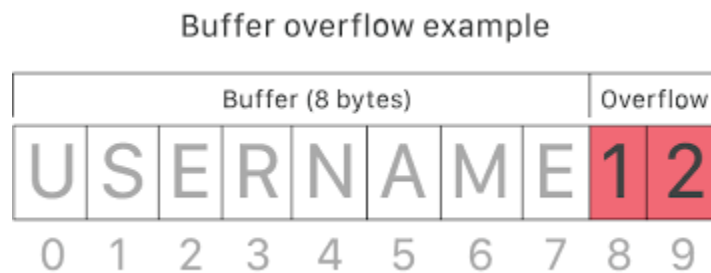 Buffer overflow example
Buffer (8 bytes) Overflow
U S E R N A M E 1 2
0 1 2 3 4 5 6 7 8 9